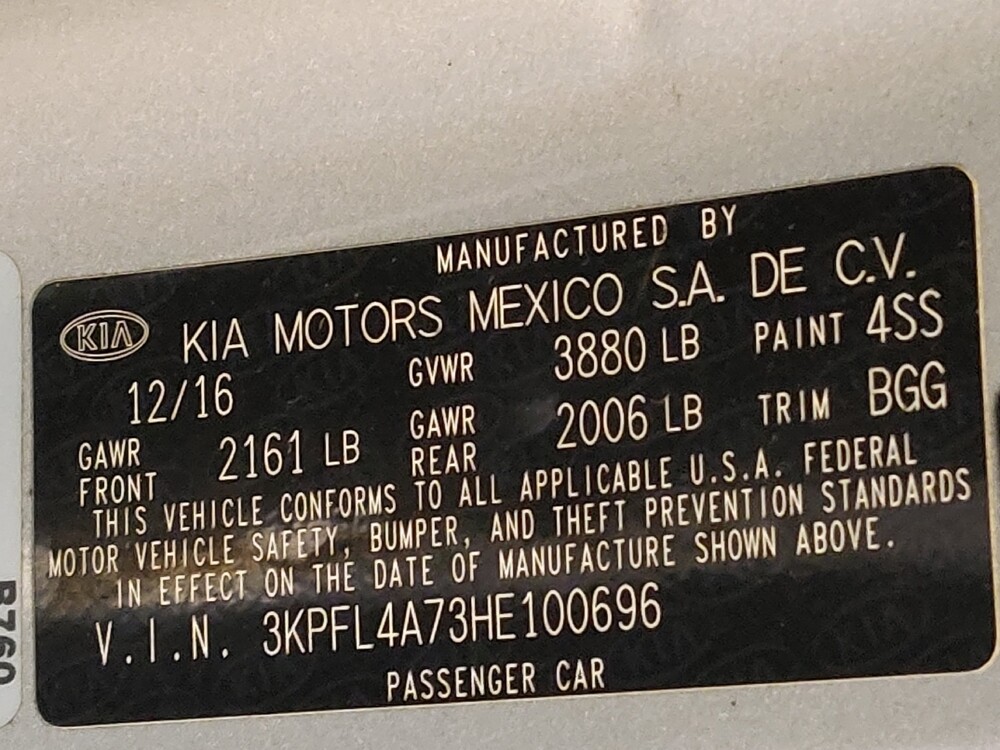 MANUFACTURED BY
KIA KIA MOTORS MEXICO S.A. DE C.V.
12/16 GVWR 3880 LB PAINT 4SS
GAWR FRONT 2161 LB GAWR REAR 2006 LB TRIM BGG
THIS VEHICLE CONFORMS TO ALL APPLICABLE U.S.A. FEDERAL
MOTOR VEHICLE SAFETY, BUMPER, AND THEFT PREVENTION STANDARDS
IN EFFECT ON THE DATE OF MANUFACTURE SHOWN ABOVE.
V.I.N. 3KPFL4A73HE100696
PASSENGER CAR